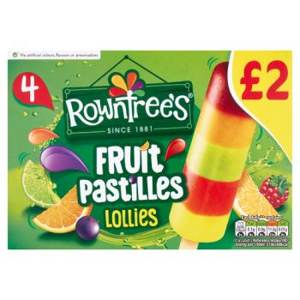 No artificial colours, flavours or preservatives
4
£2
ROWNTREE'S
SINCE 1881
FRUIT
PASTILLES
LOLLIES